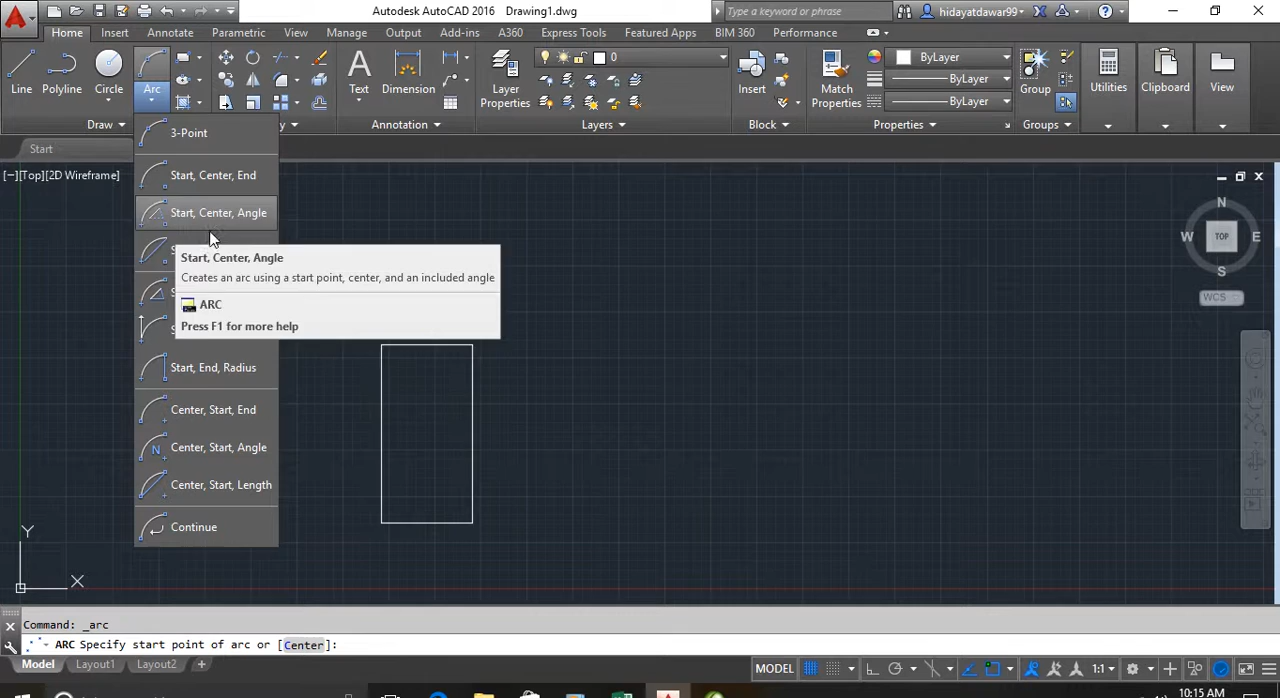 Autodesk AutoCAD 2016 Drawing1.dwg
Type a keyword or phrase
hidayatdawar99
Home Insert Annotate Parametric View Manage Output Add-ins A360 Express Tools Featured Apps BIM 360 Performance
Line Polyline Circle Arc
Text Dimension
Layer Properties
0
Insert
Match Properties
ByLayer
ByLayer
ByLayer
Group
Utilities
Clipboard
View
Draw
Annotation
Layers
Block
Properties
Groups
Start
[−][Top][2D Wireframe]
3-Point
Start, Center, End
Start, Center, Angle
Start, Center, Angle
Creates an arc using a start point, center, and an included angle
ARC
Press F1 for more help
Start, End, Radius
Center, Start, End
Center, Start, Angle
Center, Start, Length
Continue
N
W TOP E
S
WCS
Y
X
Command: _arc
ARC Specify start point of arc or [Center]:
Model Layout1 Layout2 +
MODEL
1:1
10:15 AM